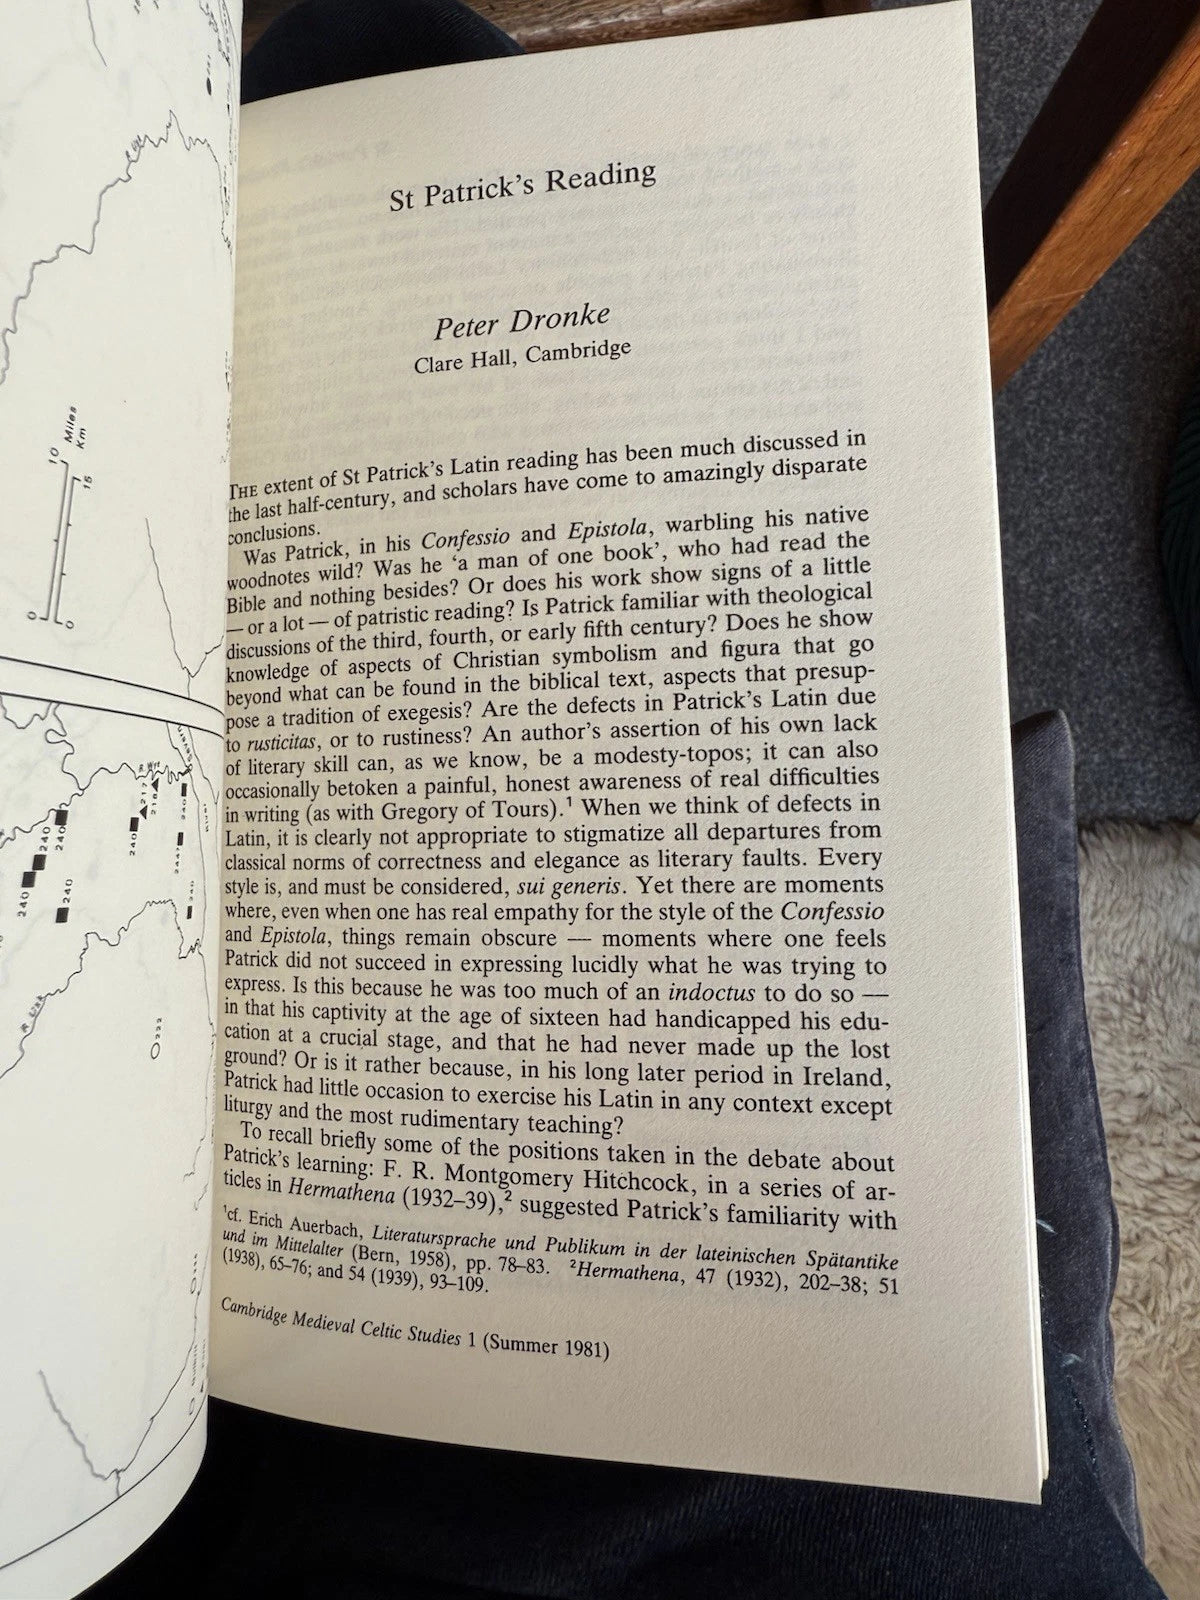 10 Miles
15 Km
0
0
217
216
240
240
240
240
244
240
240
222
St Patrick's Reading
Peter Dronke
Clare Hall, Cambridge
THE extent of St Patrick's Latin reading has been much discussed in
the last half-century, and scholars have come to amazingly disparate
conclusions.
Was Patrick, in his Confessio and Epistola, warbling his native
woodnotes wild? Was he ‘a man of one book’, who had read the
Bible and nothing besides? Or does his work show signs of a little
— or a lot — of patristic reading? Is Patrick familiar with theological
discussions of the third, fourth, or early fifth century? Does he show
knowledge of aspects of Christian symbolism and figura that go
beyond what can be found in the biblical text, aspects that presup-
pose a tradition of exegesis? Are the defects in Patrick's Latin due
to rusticitas, or to rustiness? An author's assertion of his own lack
of literary skill can, as we know, be a modesty-topos; it can also
occasionally betoken a painful, honest awareness of real difficulties
in writing (as with Gregory of Tours).¹ When we think of defects in
Latin, it is clearly not appropriate to stigmatize all departures from
classical norms of correctness and elegance as literary faults. Every
style is, and must be considered, sui generis. Yet there are moments
where, even when one has real empathy for the style of the Confessio
and Epistola, things remain obscure — moments where one feels
Patrick did not succeed in expressing lucidly what he was trying to
express. Is this because he was too much of an indoctus to do so —
in that his captivity at the age of sixteen had handicapped his edu-
cation at a crucial stage, and that he had never made up the lost
ground? Or is it rather because, in his long later period in Ireland,
Patrick had little occasion to exercise his Latin in any context except
liturgy and the most rudimentary teaching?
To recall briefly some of the positions taken in the debate about
Patrick's learning: F. R. Montgomery Hitchcock, in a series of ar-
ticles in Hermathena (1932–39),² suggested Patrick's familiarity with
¹cf. Erich Auerbach, Literatursprache und Publikum in der lateinischen Spätantike
und im Mittelalter (Bern, 1958), pp. 78–83. ²Hermathena, 47 (1932), 202–38; 51
(1938), 65–76; and 54 (1939), 93–109.
Cambridge Medieval Celtic Studies 1 (Summer 1981)